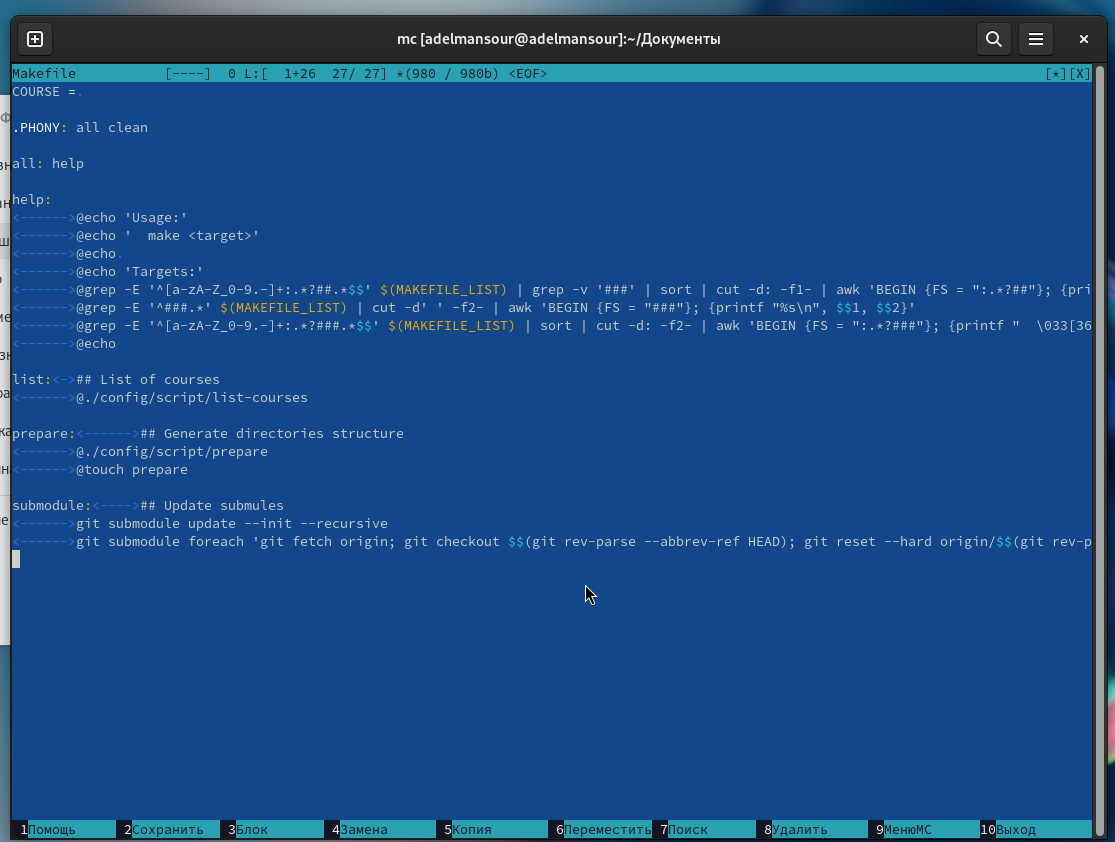 mc [adelmansour@adelmansour]:~/Документы
Makefile [----] 0 L:[ 1+26 27/ 27] *(980 / 980b) <EOF> [*][X]
COURSE =.
.PHONY: all clean
all: help
help:
<------>@echo 'Usage:'
<------>@echo '  make <target>'
<------>@echo.
<------>@echo 'Targets:'
<------>@grep -E '^[a-zA-Z_0-9.-]+:.*?##.*$$' $(MAKEFILE_LIST) | grep -v '###' | sort | cut -d: -f1- | awk 'BEGIN {FS = ":.*?##"}; {pri
<------>@grep -E '^###.*' $(MAKEFILE_LIST) | cut -d' ' -f2- | awk 'BEGIN {FS = "###"}; {printf "%s\n", $$1, $$2}'
<------>@grep -E '^[a-zA-Z_0-9.-]+:.*?###.*$$' $(MAKEFILE_LIST) | sort | cut -d: -f2- | awk 'BEGIN {FS = ":.*?###"}; {printf "  \033[36
<------>@echo
list:<->## List of courses
<------>@./config/script/list-courses
prepare:<------>## Generate directories structure
<------>@./config/script/prepare
<------>@touch prepare
submodule:<---->## Update submules
<------>git submodule update --init --recursive
<------>git submodule foreach 'git fetch origin; git checkout $$(git rev-parse --abbrev-ref HEAD); git reset --hard origin/$$(git rev-p
1Помощь 2Сохранить 3Блок 4Замена 5Копия 6Переместить 7Поиск 8Удалить 9МенюMC 10Выход